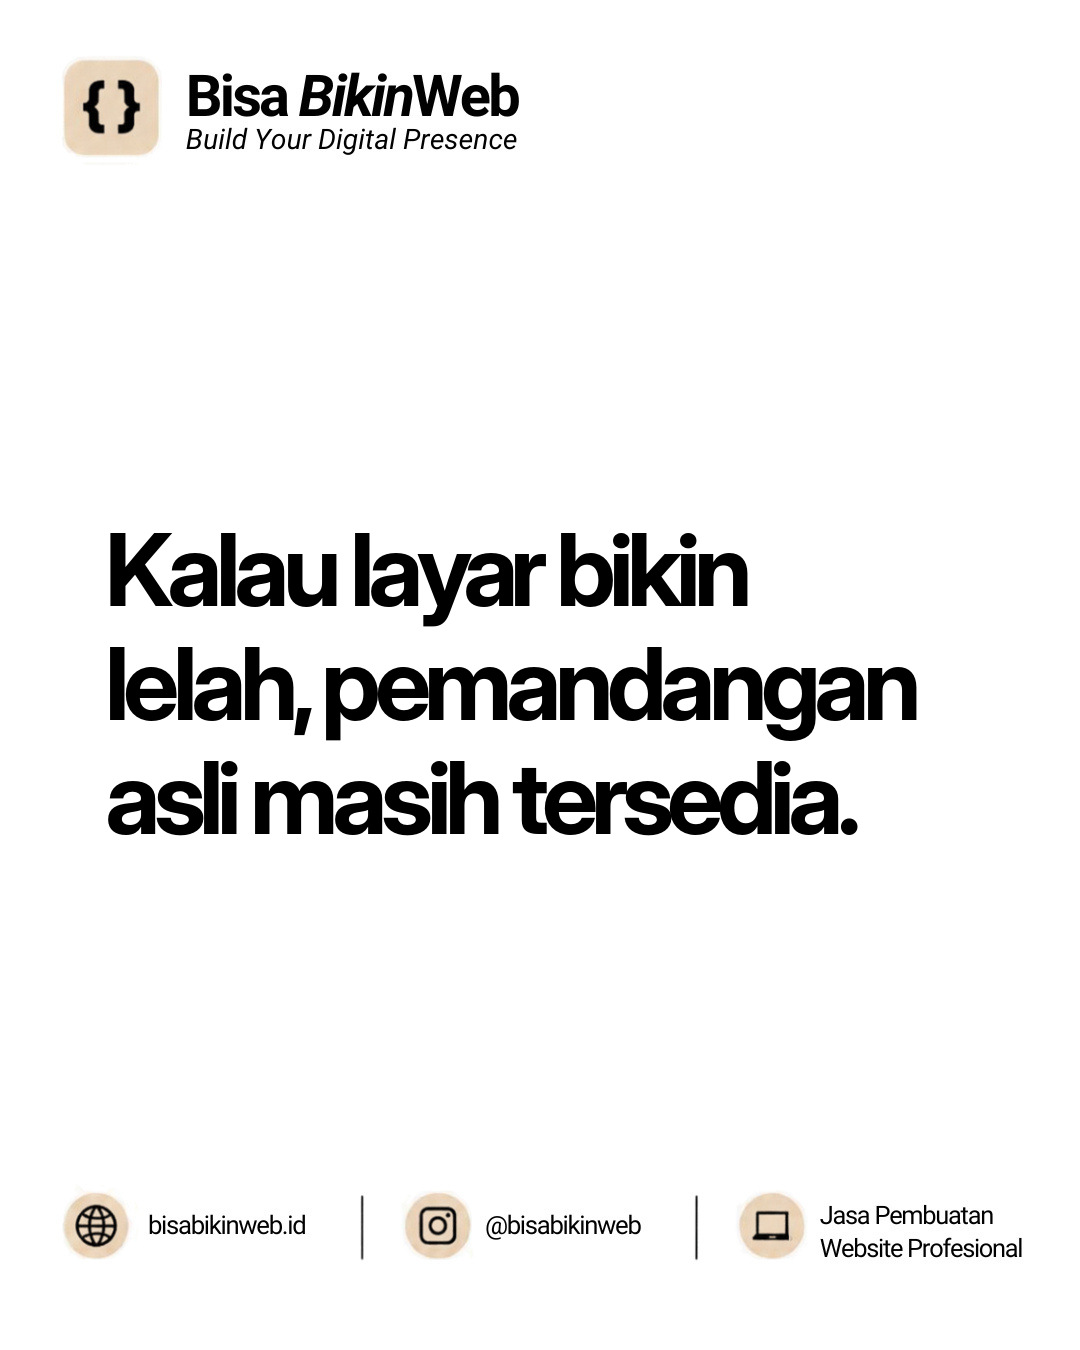 { }
Bisa BikinWeb
Build Your Digital Presence
Kalau layar bikin
lelah, pemandangan
asli masih tersedia.
bisabikinweb.id
@bisabikinweb
Jasa Pembuatan
Website Profesional